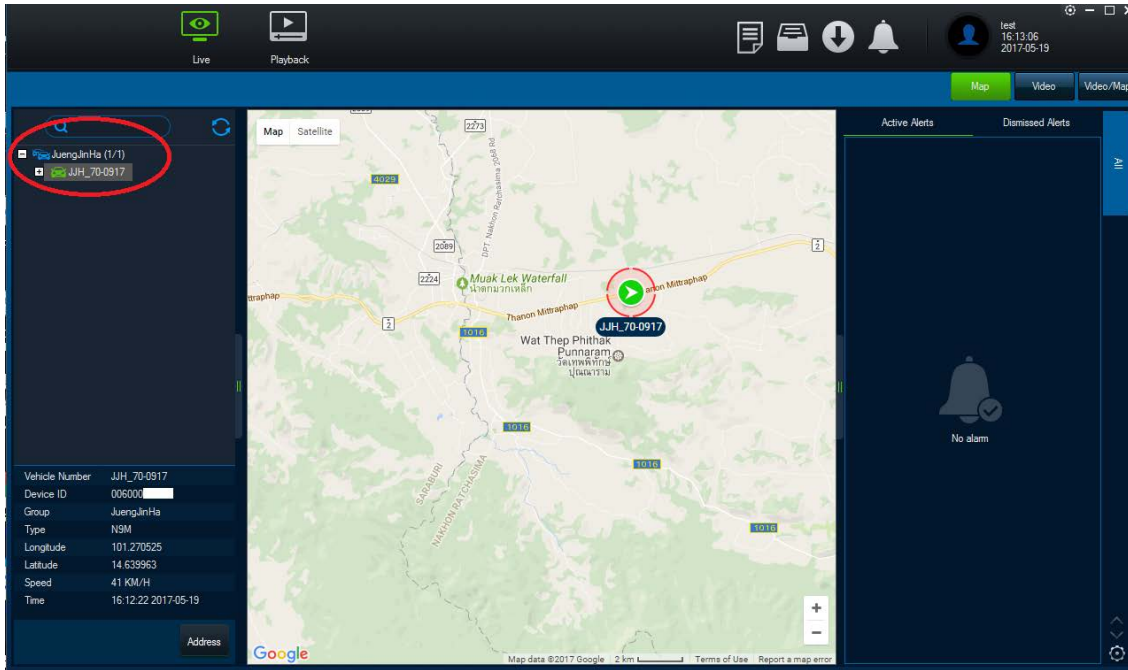 test
16:13:06
2017-05-19
Live
Playback
Map
Video
Video/Map
JuengJinHa (1/1)
JJH_70-0917
Map
Satellite
2273
DPT. Nakhon Ratchasima 2068 Rd
4029
2089
2
2224
Muak Lek Waterfall
น้ำตกมวกเหล็ก
Thanon Mittraphap
ttraphap
Thanon Mittraphap
2
1016
JJH_70-0917
Wat Thep Phithak
Punnaram
วัดเทพพิทักษ์
ปุณณาราม
1016
1016
SARABURI
NAKHON RATCHASIMA
1016
Google
Map data ©2017 Google
2 km
Terms of Use
Report a map error
Active Alerts
Dismissed Alerts
All
No alarm
Vehicle Number JJH_70-0917
Device ID 006000
Group JuengJinHa
Type N9M
Longitude 101.270525
Latitude 14.639963
Speed 41 KM/H
Time 16:12:22 2017-05-19
Address